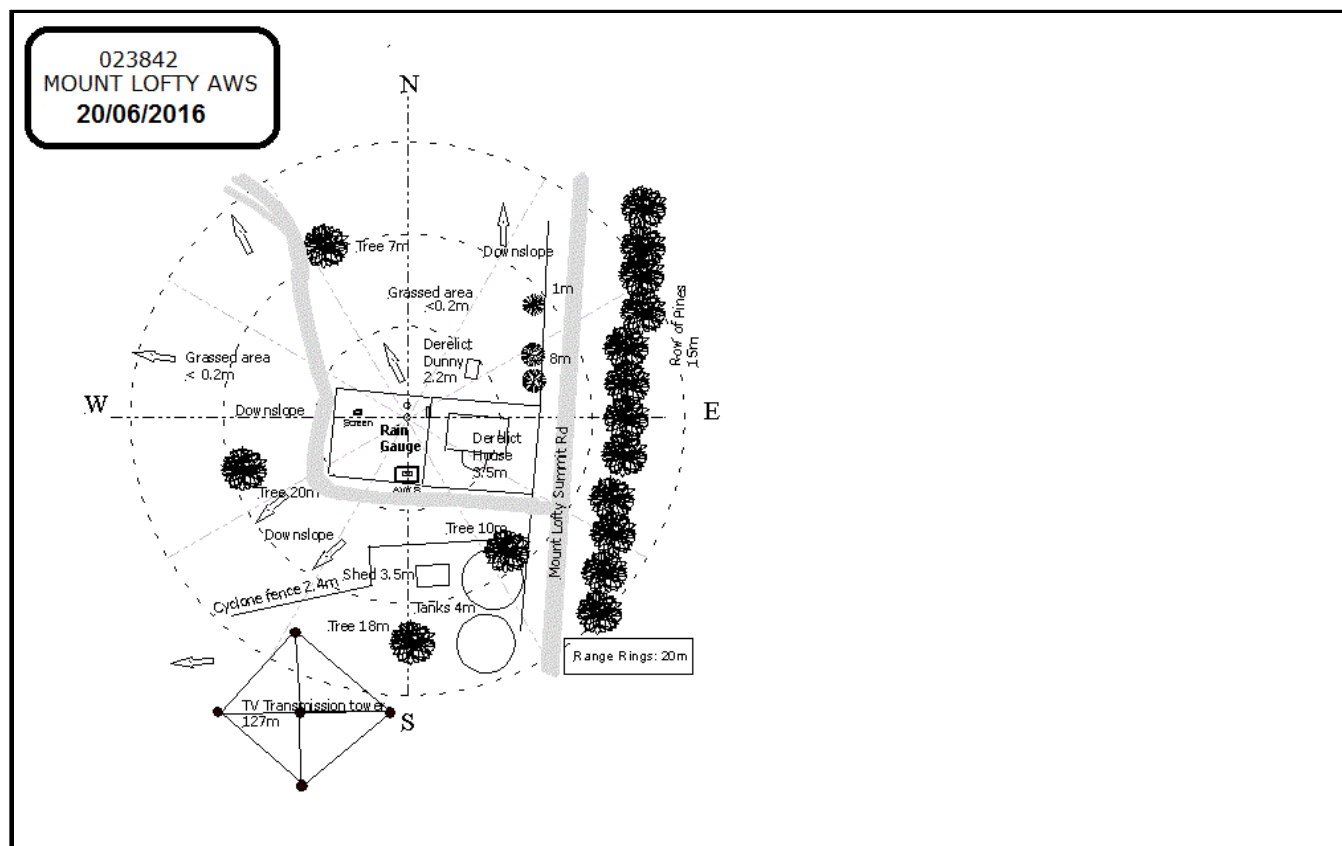 023842
MOUNT LOFTY AWS
20/06/2016
N
Tree 7m
Downslope
1m
Grassed area
<0.2m
Row of Pines
15m
Derelict
Dunny
2.2m
8m
Grassed area
< 0.2m
W
Downslope
E
Screen
Rain
Gauge
Derelict
House
3.5m
AWS
Mount Lofty Summit Rd
Tree 20m
Downslope
Tree 10m
Shed 3.5m
Cyclone fence 2.4m
Tanks 4m
Tree 18m
Range Rings: 20m
TV Transmission tower
127m
S